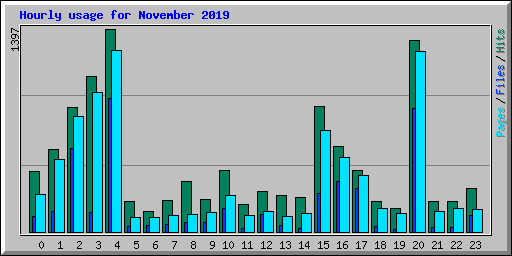 Hourly usage for November 2019
1397
Pages / Files / Hits
0 1 2 3 4 5 6 7 8 9 10 11 12 13 14 15 16 17 18 19 20 21 22 23